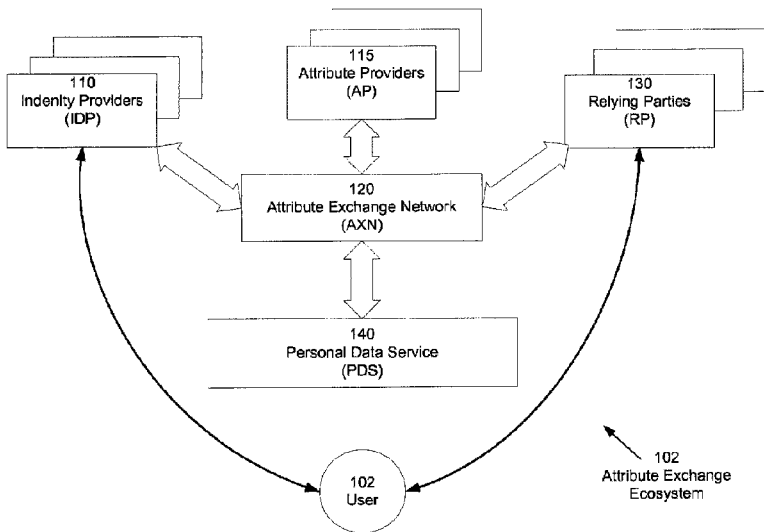 110
Indenity Providers
(IDP)
115
Attribute Providers
(AP)
130
Relying Parties
(RP)
120
Attribute Exchange Network
(AXN)
140
Personal Data Service
(PDS)
102
User
102
Attribute Exchange
Ecosystem